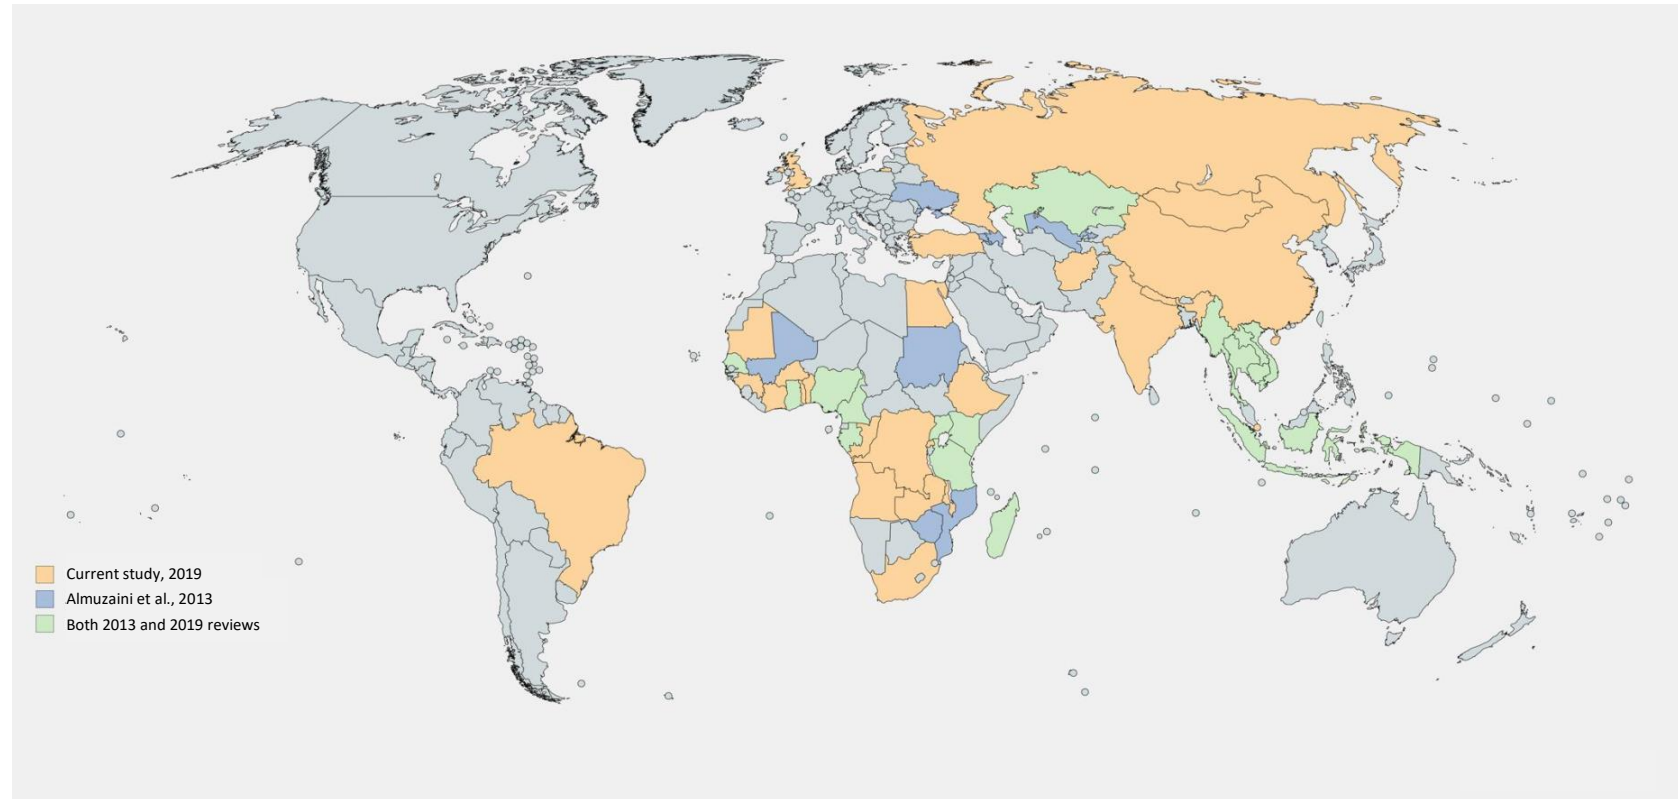 Current study, 2019
Almuzaini et al., 2013
Both 2013 and 2019 reviews